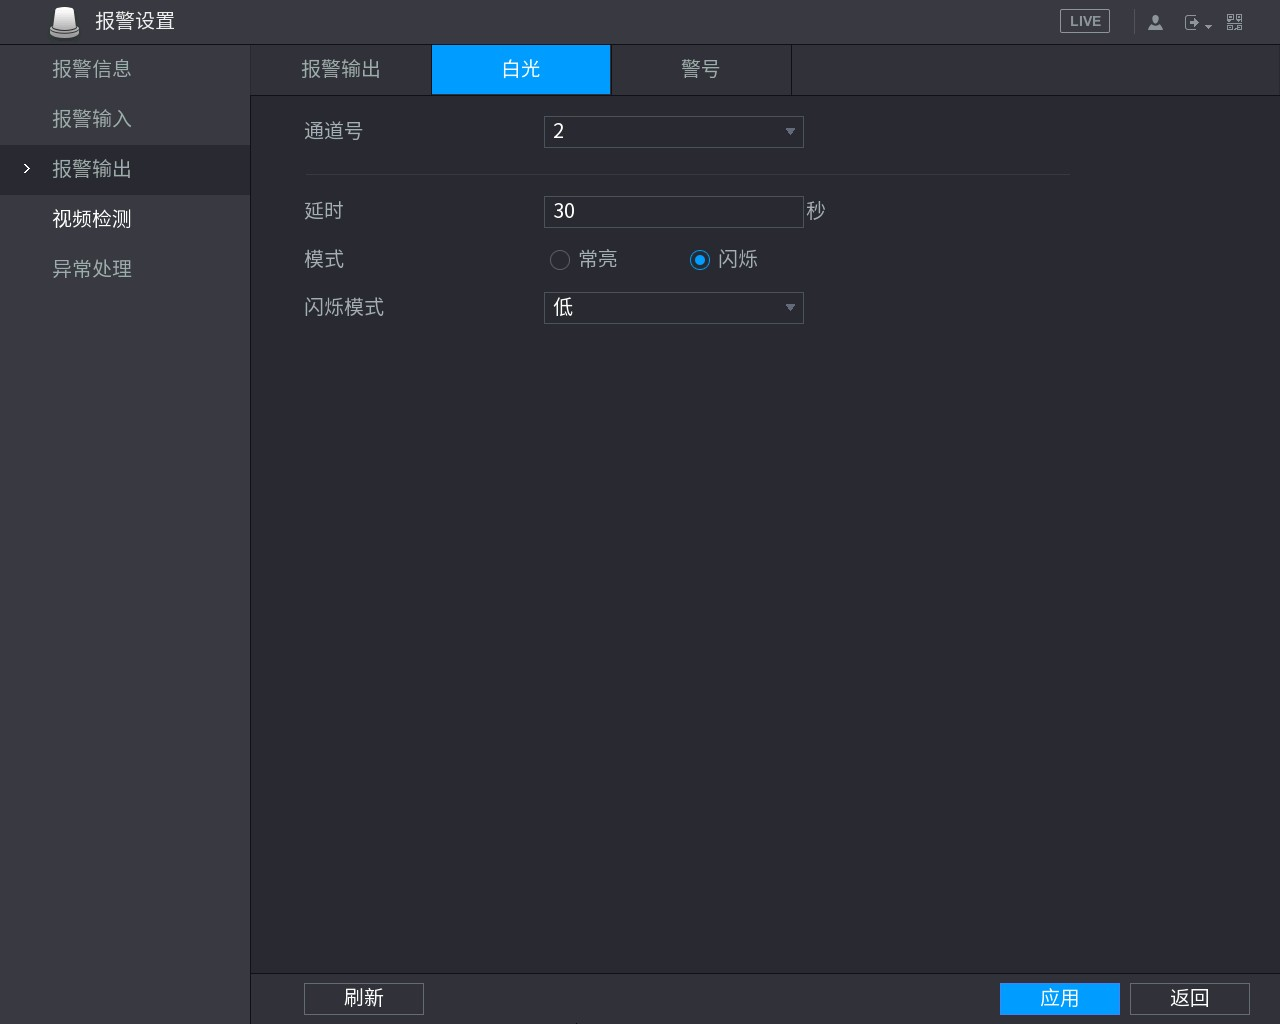 报警设置
LIVE
报警信息
报警输入
报警输出
视频检测
异常处理
报警输出 白光 警号
通道号 2
延时 30 秒
模式 常亮 闪烁
闪烁模式 低
刷新 应用 返回